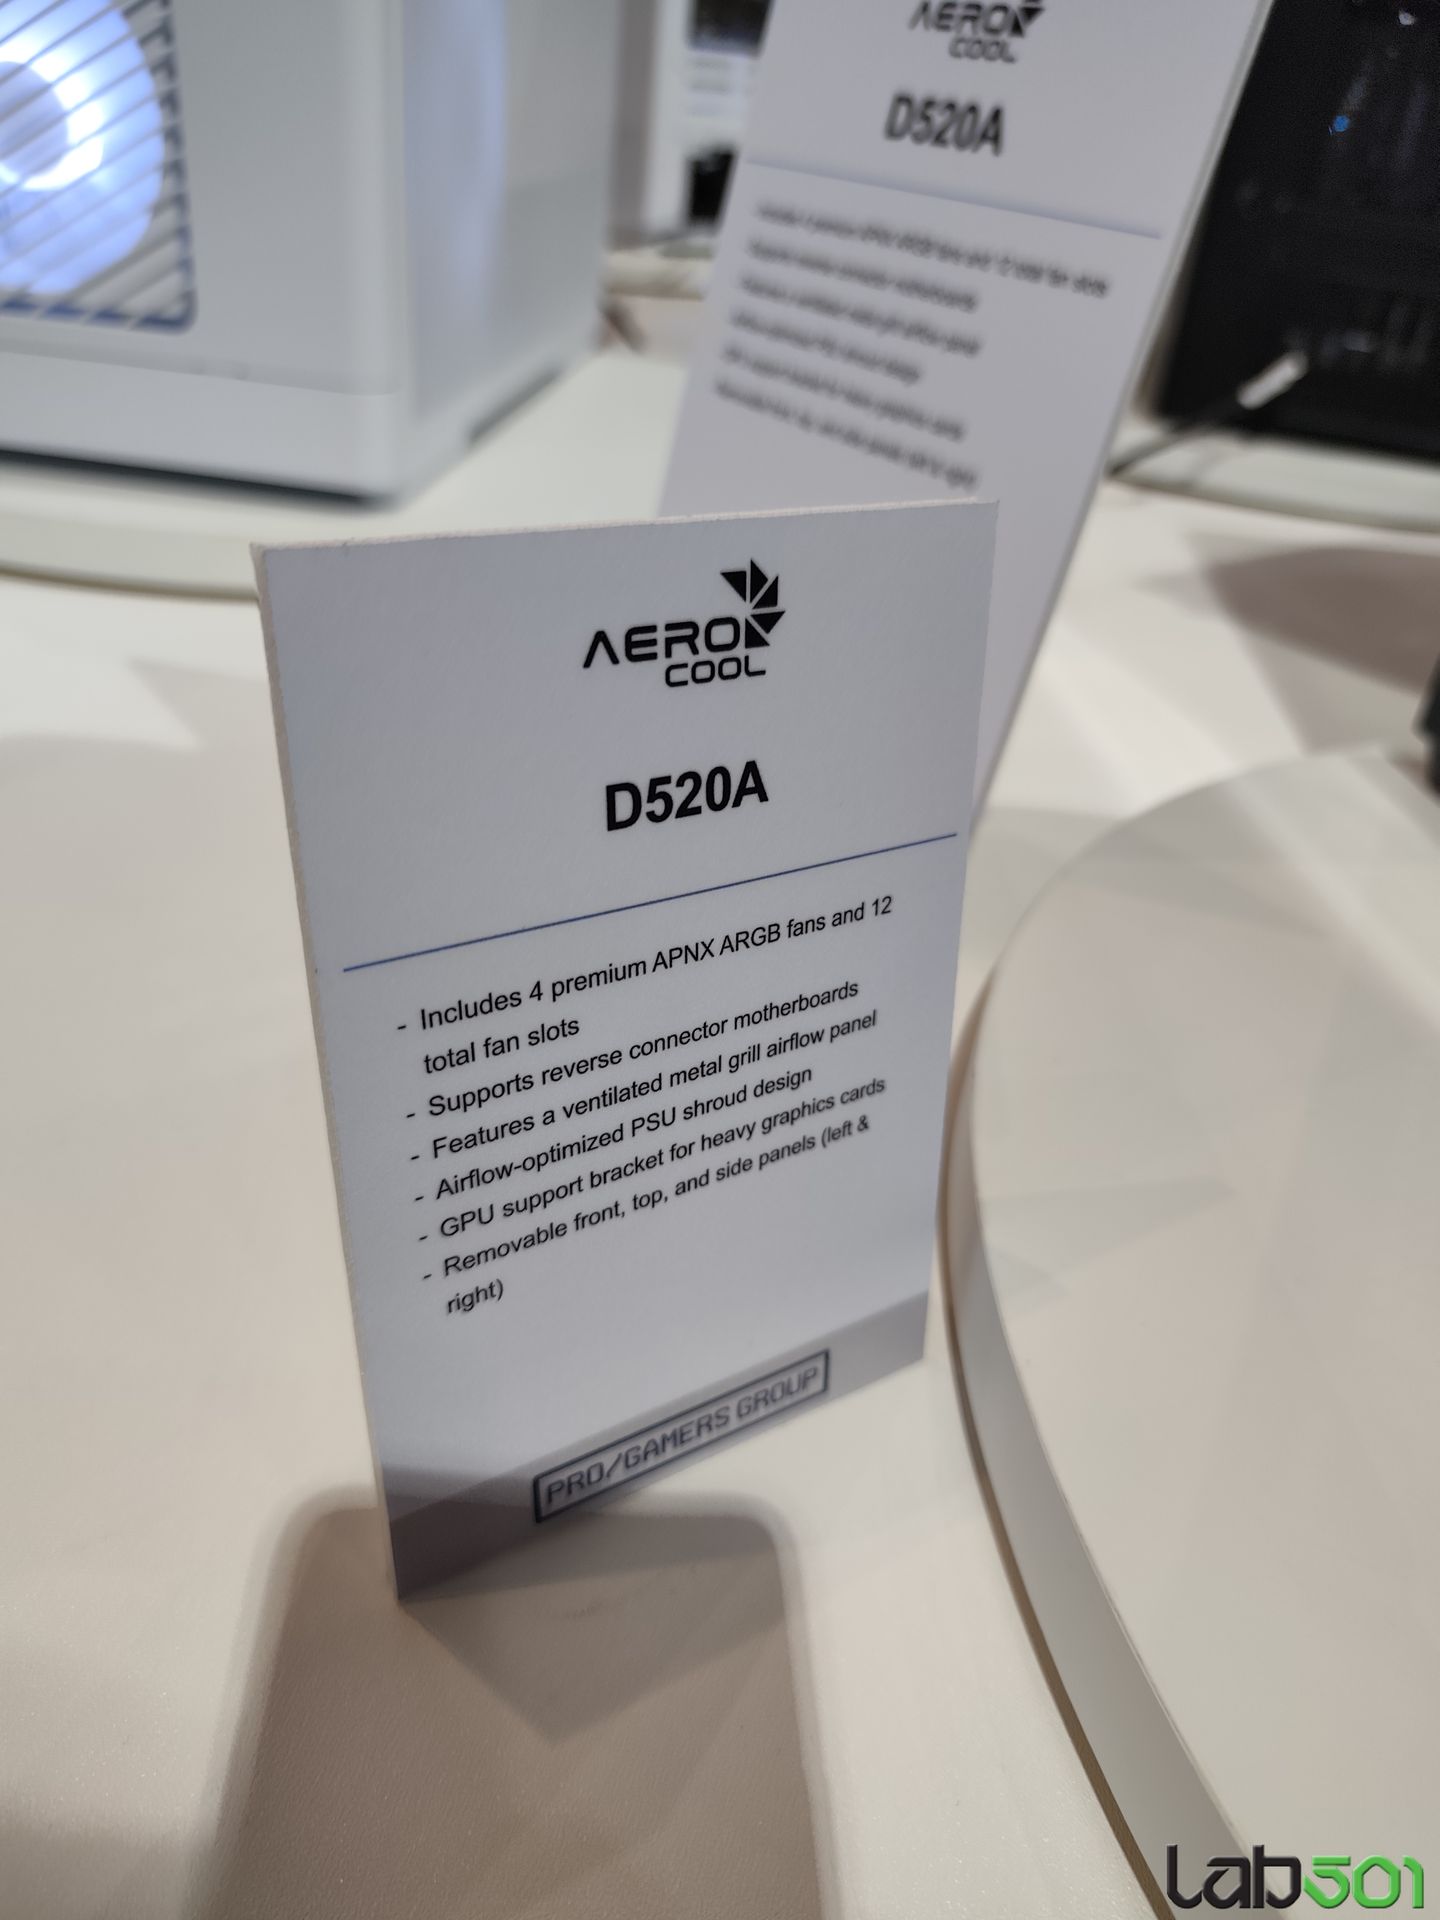 AERO
COOL
D520A
AERO
COOL
D520A
- Includes 4 premium APNX ARGB fans and 12
total fan slots
- Supports reverse connector motherboards
- Features a ventilated metal grill airflow panel
- Airflow-optimized PSU shroud design
- GPU support bracket for heavy graphics cards
- Removable front, top, and side panels (left &
right)
PRO/GAMERS GROUP
Lab501